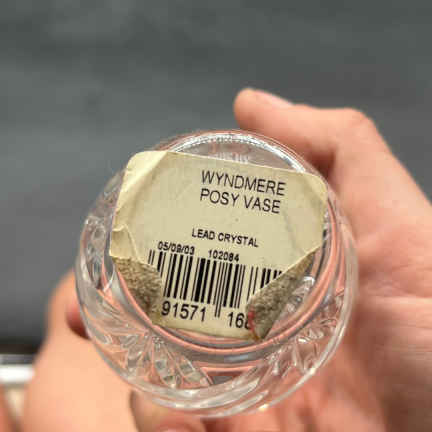 WYNDMERE
POSY VASE
LEAD CRYSTAL
05/09/03 102084
91571 16